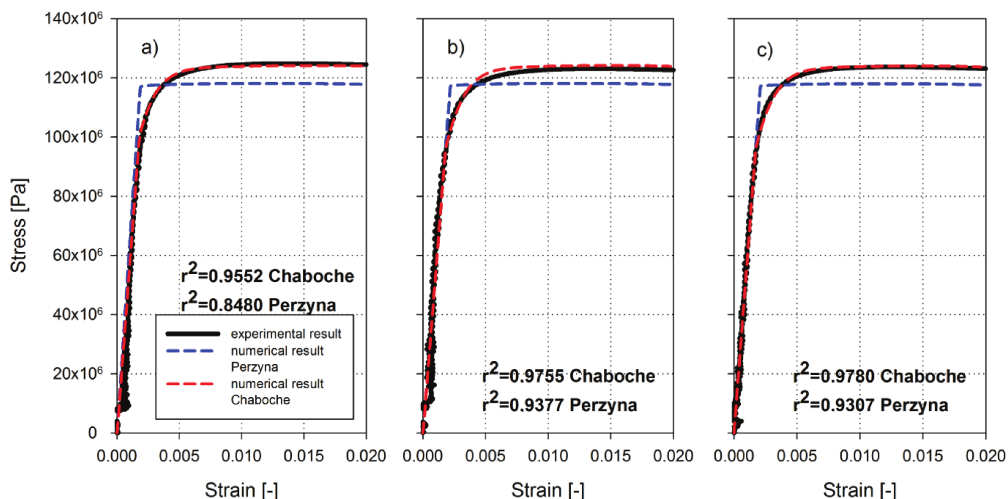 140x10⁶
120x10⁶
100x10⁶
80x10⁶
60x10⁶
40x10⁶
20x10⁶
0
Stress [Pa]
a)
r²=0.9552 Chaboche
r²=0.8480 Perzyna
experimental result
numerical result
Perzyna
numerical result
Chaboche
0.000 0.005 0.010 0.015 0.020
Strain [-]
b)
r²=0.9755 Chaboche
r²=0.9377 Perzyna
0.000 0.005 0.010 0.015 0.020
Strain [-]
c)
r²=0.9780 Chaboche
r²=0.9307 Perzyna
0.000 0.005 0.010 0.015 0.020
Strain [-]